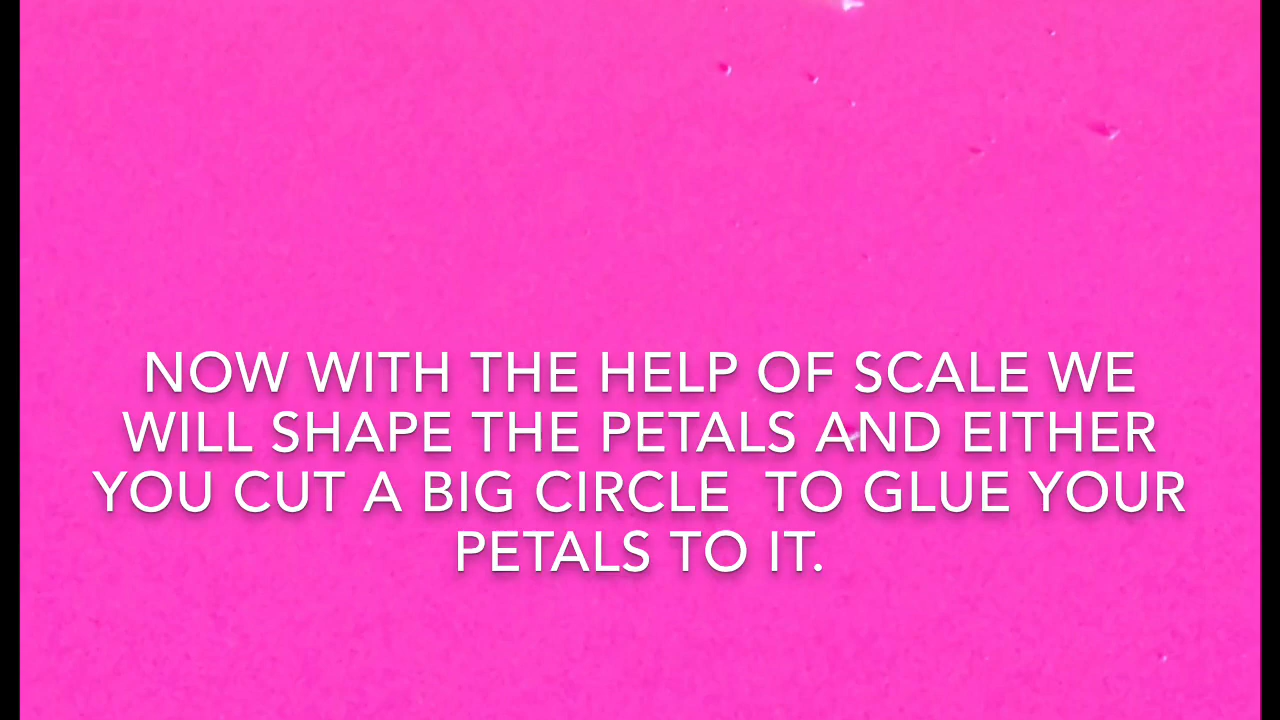 NOW WITH THE HELP OF SCALE WE
WILL SHAPE THE PETALS AND EITHER
YOU CUT A BIG CIRCLE  TO GLUE YOUR
PETALS TO IT.